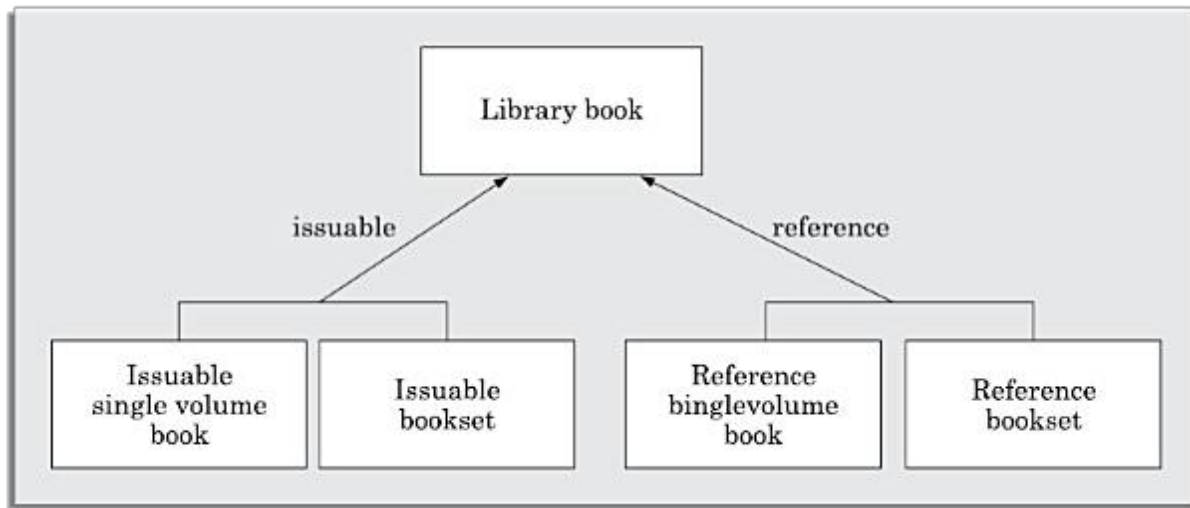 Library book
issuable
reference
Issuable
single volume
book
Issuable
bookset
Reference
binglevolume
book
Reference
bookset